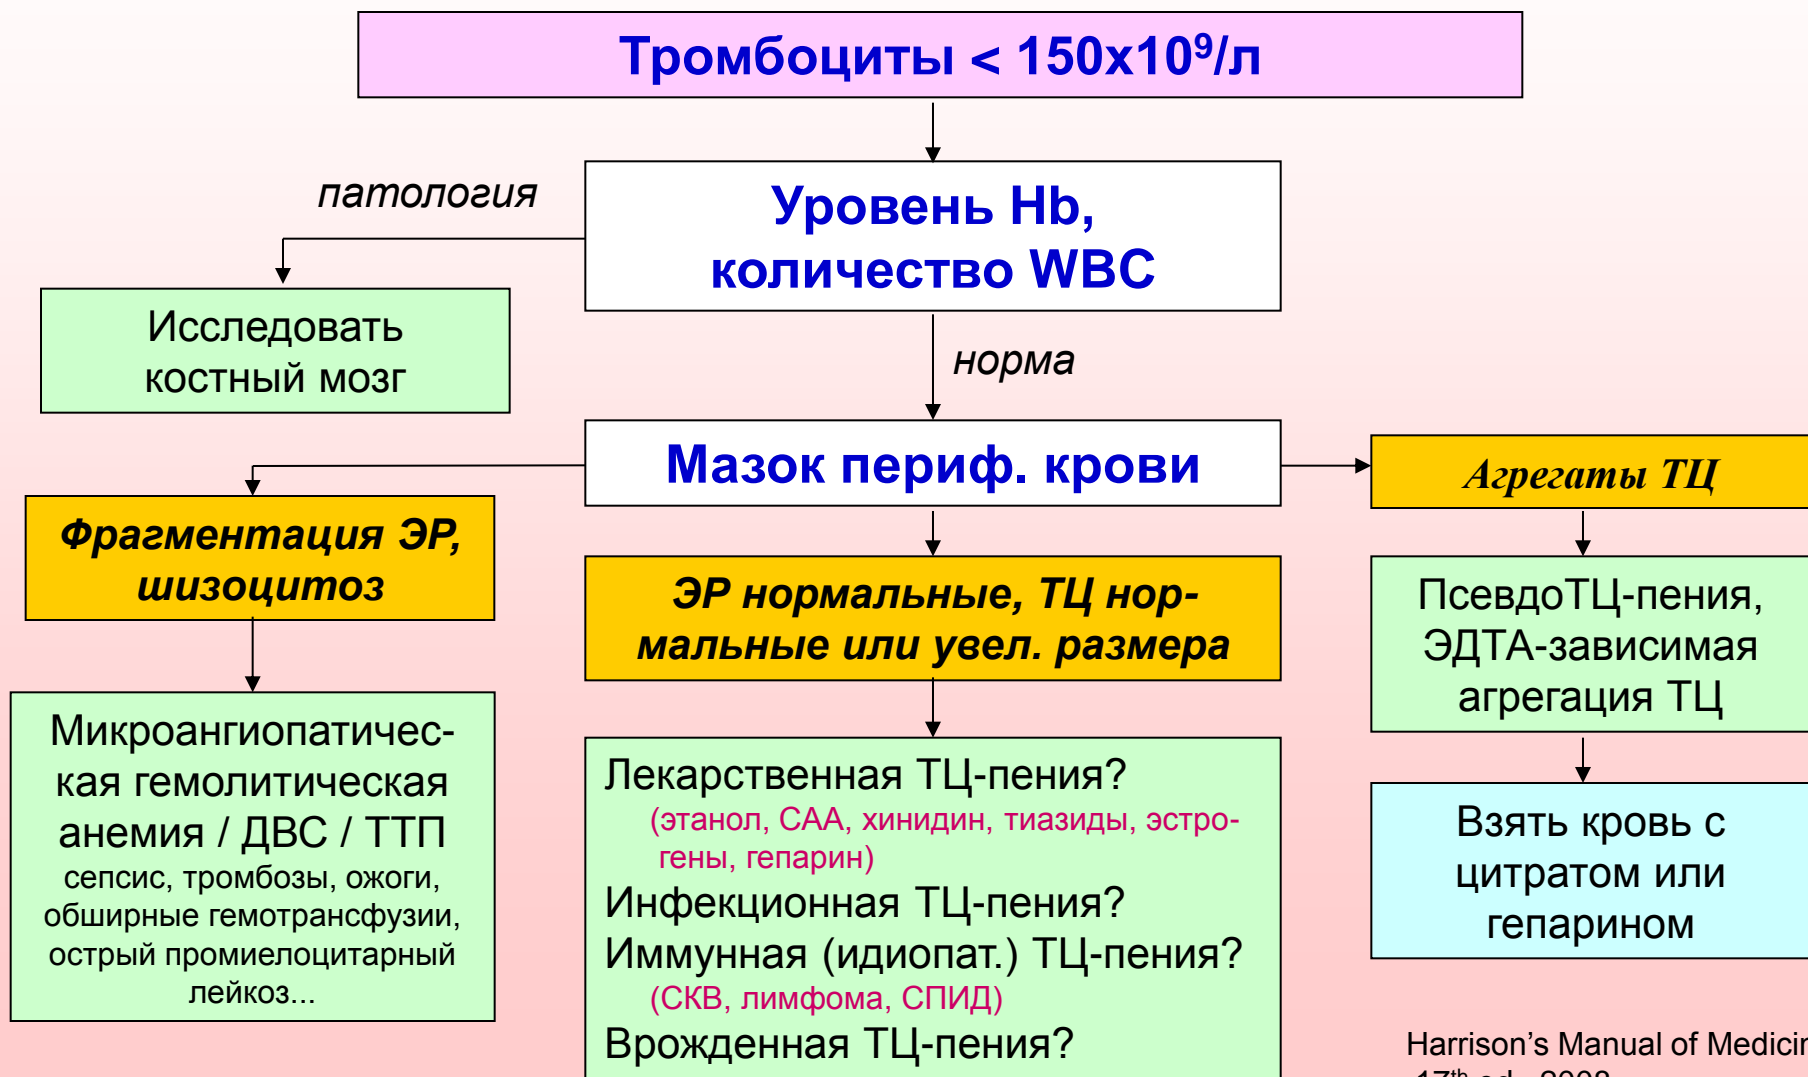 Тромбоциты < 150х10⁹/л
патология
Уровень Hb,
количество WBC
Исследовать
костный мозг
норма
Мазок периф. крови
Агрегаты ТЦ
Фрагментация ЭР,
шизоцитоз
ЭР нормальные, ТЦ нор-
мальные или увел. размера
ПсевдоТЦ-пения,
ЭДТА-зависимая
агрегация ТЦ
Микроангиопатичес-
кая гемолитическая
анемия / ДВС / ТТП
сепсис, тромбозы, ожоги,
обширные гемотрансфузии,
острый промиелоцитарный
лейкоз...
Лекарственная ТЦ-пения?
(этанол, САА, хинидин, тиазиды, эстро-
гены, гепарин)
Инфекционная ТЦ-пения?
Иммунная (идиопат.) ТЦ-пения?
(СКВ, лимфома, СПИД)
Врожденная ТЦ-пения?
Взять кровь с
цитратом или
гепарином
Harrison's Manual of Medicin
17th ed., 2008